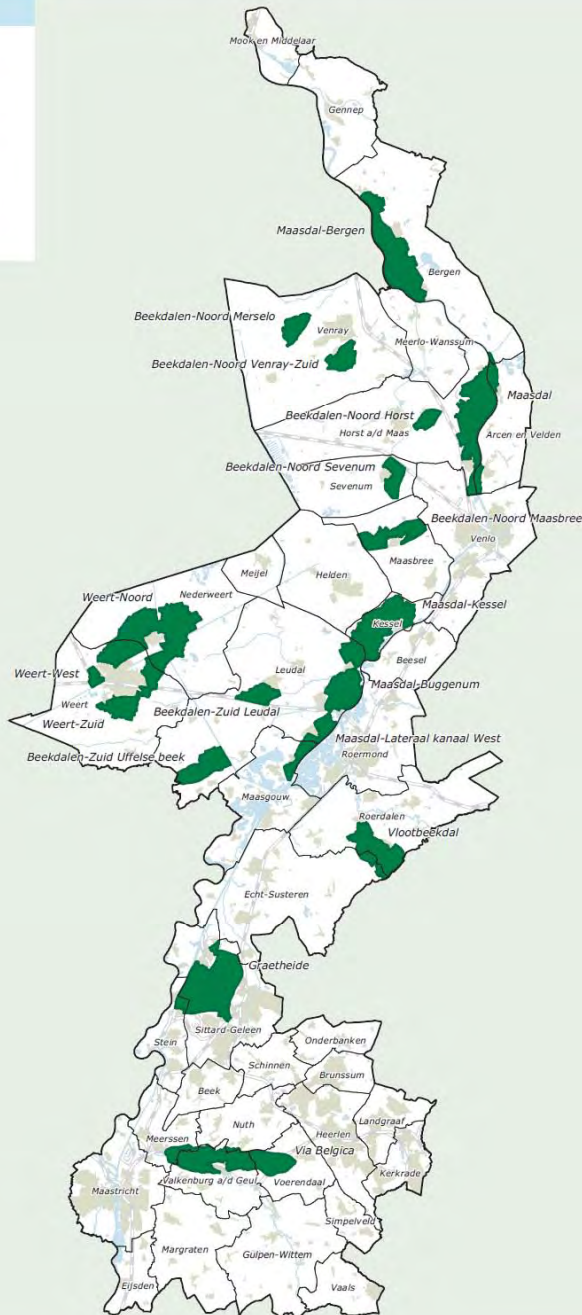 Mook en Middelaar
Gennep
Maasdal-Bergen
Bergen
Beekdalen-Noord Merselo
Venray
Meerlo-Wanssum
Beekdalen-Noord Venray-Zuid
Maasdal
Beekdalen-Noord Horst
Horst a/d Maas
Arcen en Velden
Beekdalen-Noord Sevenum
Sevenum
Beekdalen-Noord Maasbree
Venlo
Maasbree
Meijel
Helden
Nederweert
Weert-Noord
Maasdal-Kessel
Kessel
Beesel
Leudal
Weert-West
Maasdal-Buggenum
Weert
Beekdalen-Zuid Leudal
Weert-Zuid
Maasdal-Lateraal kanaal West
Roermond
Beekdalen-Zuid Uffelse beek
Maasgouw
Roerdalen
Vlootbeekdal
Echt-Susteren
Graetheide
Sittard-Geleen
Stein
Onderbanken
Schinnen
Brunssum
Beek
Nuth
Landgraaf
Meerssen
Heerlen
Via Belgica
Kerkrade
Valkenburg a/d Geul
Voerendaal
Maastricht
Simpelveld
Margraten
Gulpen-Wittem
Eijsden
Vaals